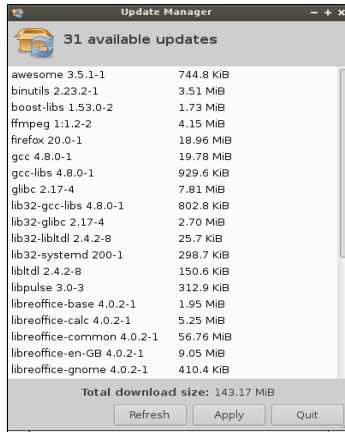 Update Manager
31 available updates
awesome 3.5.1-1 744.8 KiB
binutils 2.23.2-1 3.51 MiB
boost-libs 1.53.0-2 1.73 MiB
ffmpeg 1:1.2-2 4.15 MiB
firefox 20.0-1 18.96 MiB
gcc 4.8.0-1 19.78 MiB
gcc-libs 4.8.0-1 929.6 KiB
glibc 2.17-4 7.81 MiB
lib32-gcc-libs 4.8.0-1 802.8 KiB
lib32-glibc 2.17-4 2.70 MiB
lib32-libltdl 2.4.2-8 25.7 KiB
lib32-systemd 200-1 298.7 KiB
libltdl 2.4.2-8 150.6 KiB
libpulse 3.0-3 312.9 KiB
libreoffice-base 4.0.2-1 1.95 MiB
libreoffice-calc 4.0.2-1 5.25 MiB
libreoffice-common 4.0.2-1 56.76 MiB
libreoffice-en-GB 4.0.2-1 9.05 MiB
libreoffice-gnome 4.0.2-1 410.4 KiB
Total download size: 143.17 MiB
Refresh Apply Quit